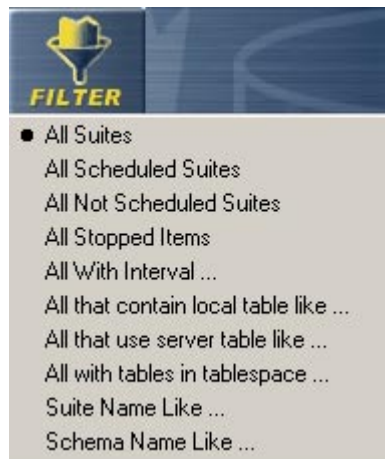 FILTER
All Suites
All Scheduled Suites
All Not Scheduled Suites
All Stopped Items
All With Interval ...
All that contain local table like ...
All that use server table like ...
All with tables in tablespace ...
Suite Name Like ...
Schema Name Like ...